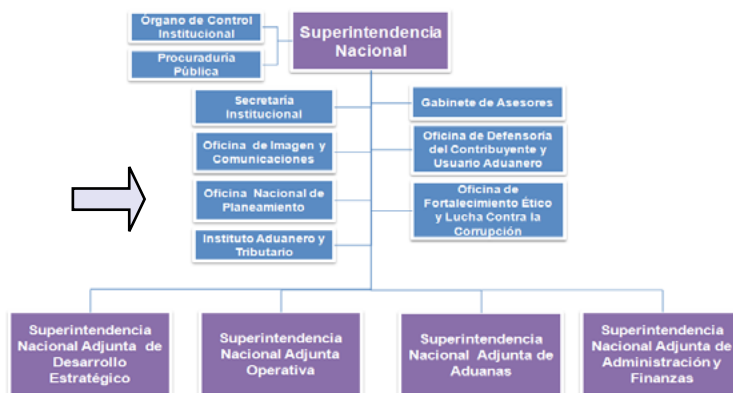 Órgano de Control
Institucional
Procuraduría
Pública
Superintendencia
Nacional
Secretaría
Institucional
Gabinete de Asesores
Oficina de Imagen y
Comunicaciones
Oficina de Defensoría
del Contribuyente y
Usuario Aduanero
Oficina Nacional de
Planeamiento
Oficina de
Fortalecimiento Ético
y Lucha Contra la
Corrupción
Instituto Aduanero y
Tributario
Superintendencia
Nacional Adjunta de
Desarrollo
Estratégico
Superintendencia
Nacional Adjunta
Operativa
Superintendencia
Nacional Adjunta de
Aduanas
Superintendencia
Nacional Adjunta de
Administración y
Finanzas